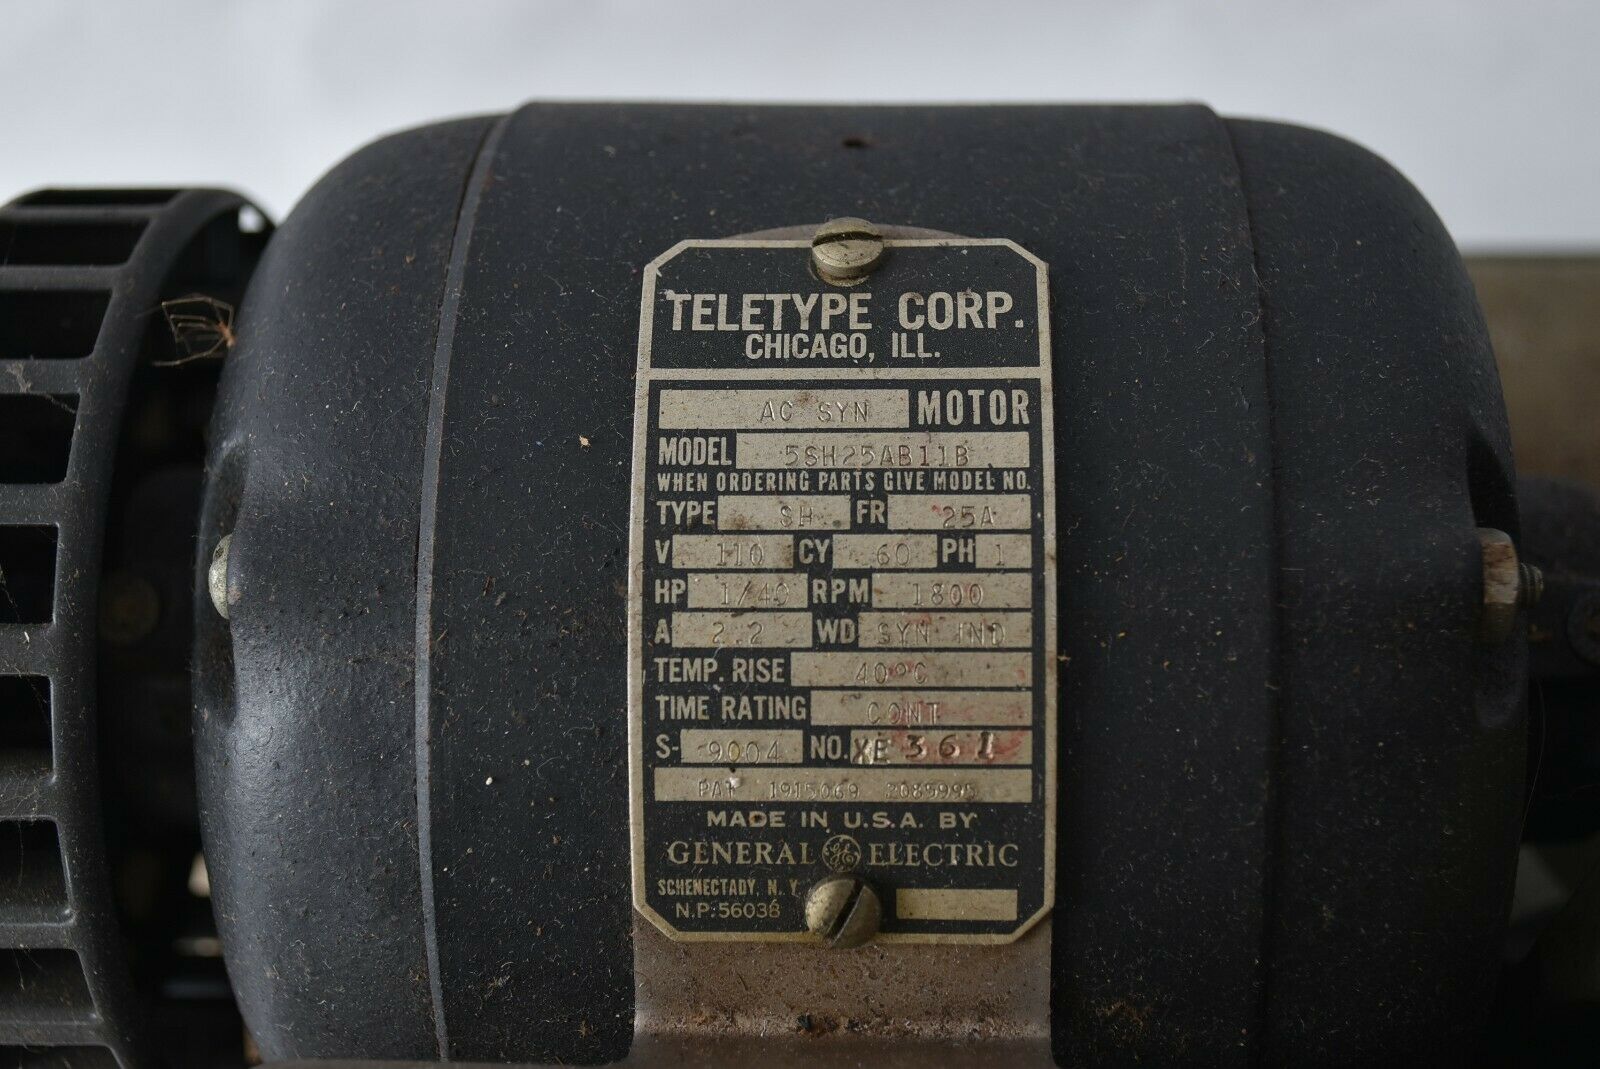 TELETYPE CORP.
CHICAGO, ILL.
AC SYN MOTOR
MODEL 5SH25AB11B
WHEN ORDERING PARTS GIVE MODEL NO.
TYPE SH FR 25A
V 110 CY 60 PH 1
HP 1/40 RPM 1800
A 2.2 WD SYN IND
TEMP. RISE 40°C
TIME RATING CONT
S- 9004 NO. XE 361
PAT 1915069 2085995
MADE IN U.S.A. BY
GENERAL GE ELECTRIC
SCHENECTADY, N. Y
N.P. 56038